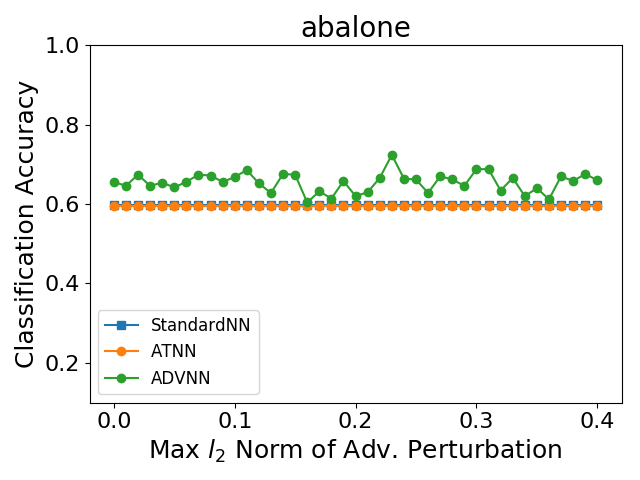 abalone
Classification Accuracy
1.0
0.8
0.6
0.4
0.2
StandardNN
ATNN
ADVNN
0.0 0.1 0.2 0.3 0.4
Max l₂ Norm of Adv. Perturbation